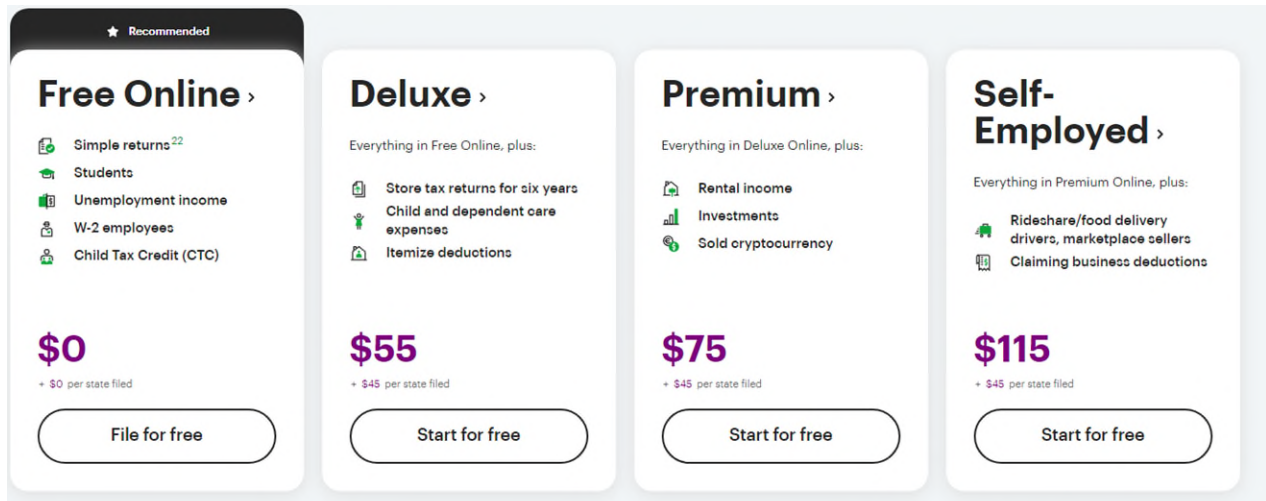 Recommended
Free Online ›
Simple returns22
Students
Unemployment income
W-2 employees
Child Tax Credit (CTC)
$0
+ $0 per state filed
File for free
Deluxe ›
Everything in Free Online, plus:
Store tax returns for six years
Child and dependent care
expenses
Itemize deductions
$55
+ $45 per state filed
Start for free
Premium ›
Everything in Deluxe Online, plus:
Rental income
Investments
Sold cryptocurrency
$75
+ $45 per state filed
Start for free
Self-
Employed ›
Everything in Premium Online, plus:
Rideshare/food delivery
drivers, marketplace sellers
Claiming business deductions
$115
+ $45 per state filed
Start for free